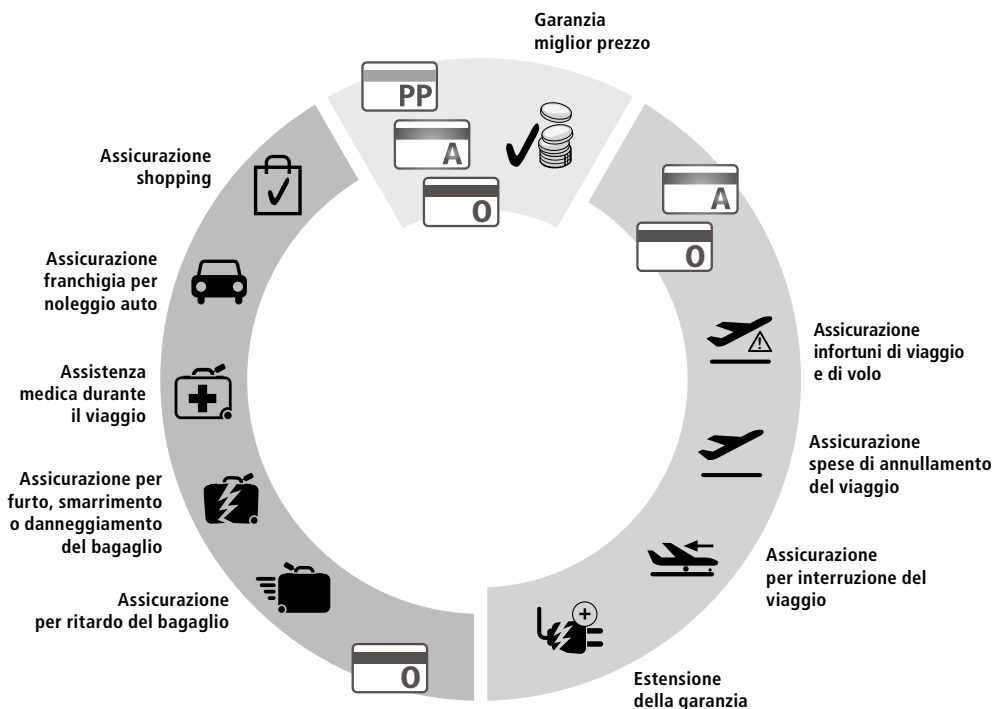 Garanzia
miglior prezzo
PP
A
O
A
O
Assicurazione
shopping
Assicurazione
franchigia per
noleggio auto
Assistenza
medica durante
il viaggio
Assicurazione per
furto, smarrimento
o danneggiamento
del bagaglio
Assicurazione
per ritardo del bagaglio
O
Assicurazione
infortuni di viaggio
e di volo
Assicurazione
spese di annullamento
del viaggio
Assicurazione
per interruzione del
viaggio
Estensione
della garanzia